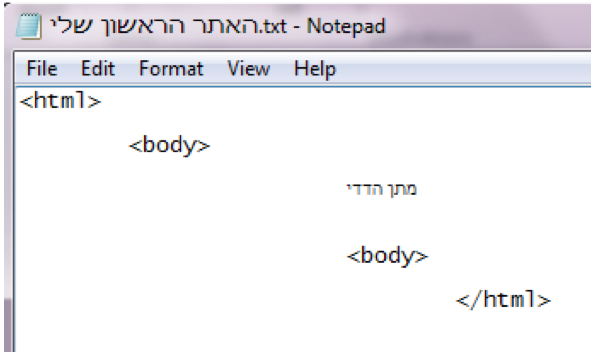 האתר הראשון שלי.txt - Notepad
File Edit Format View Help
<html>
<body>
מתן הדדי
<body>
</html>